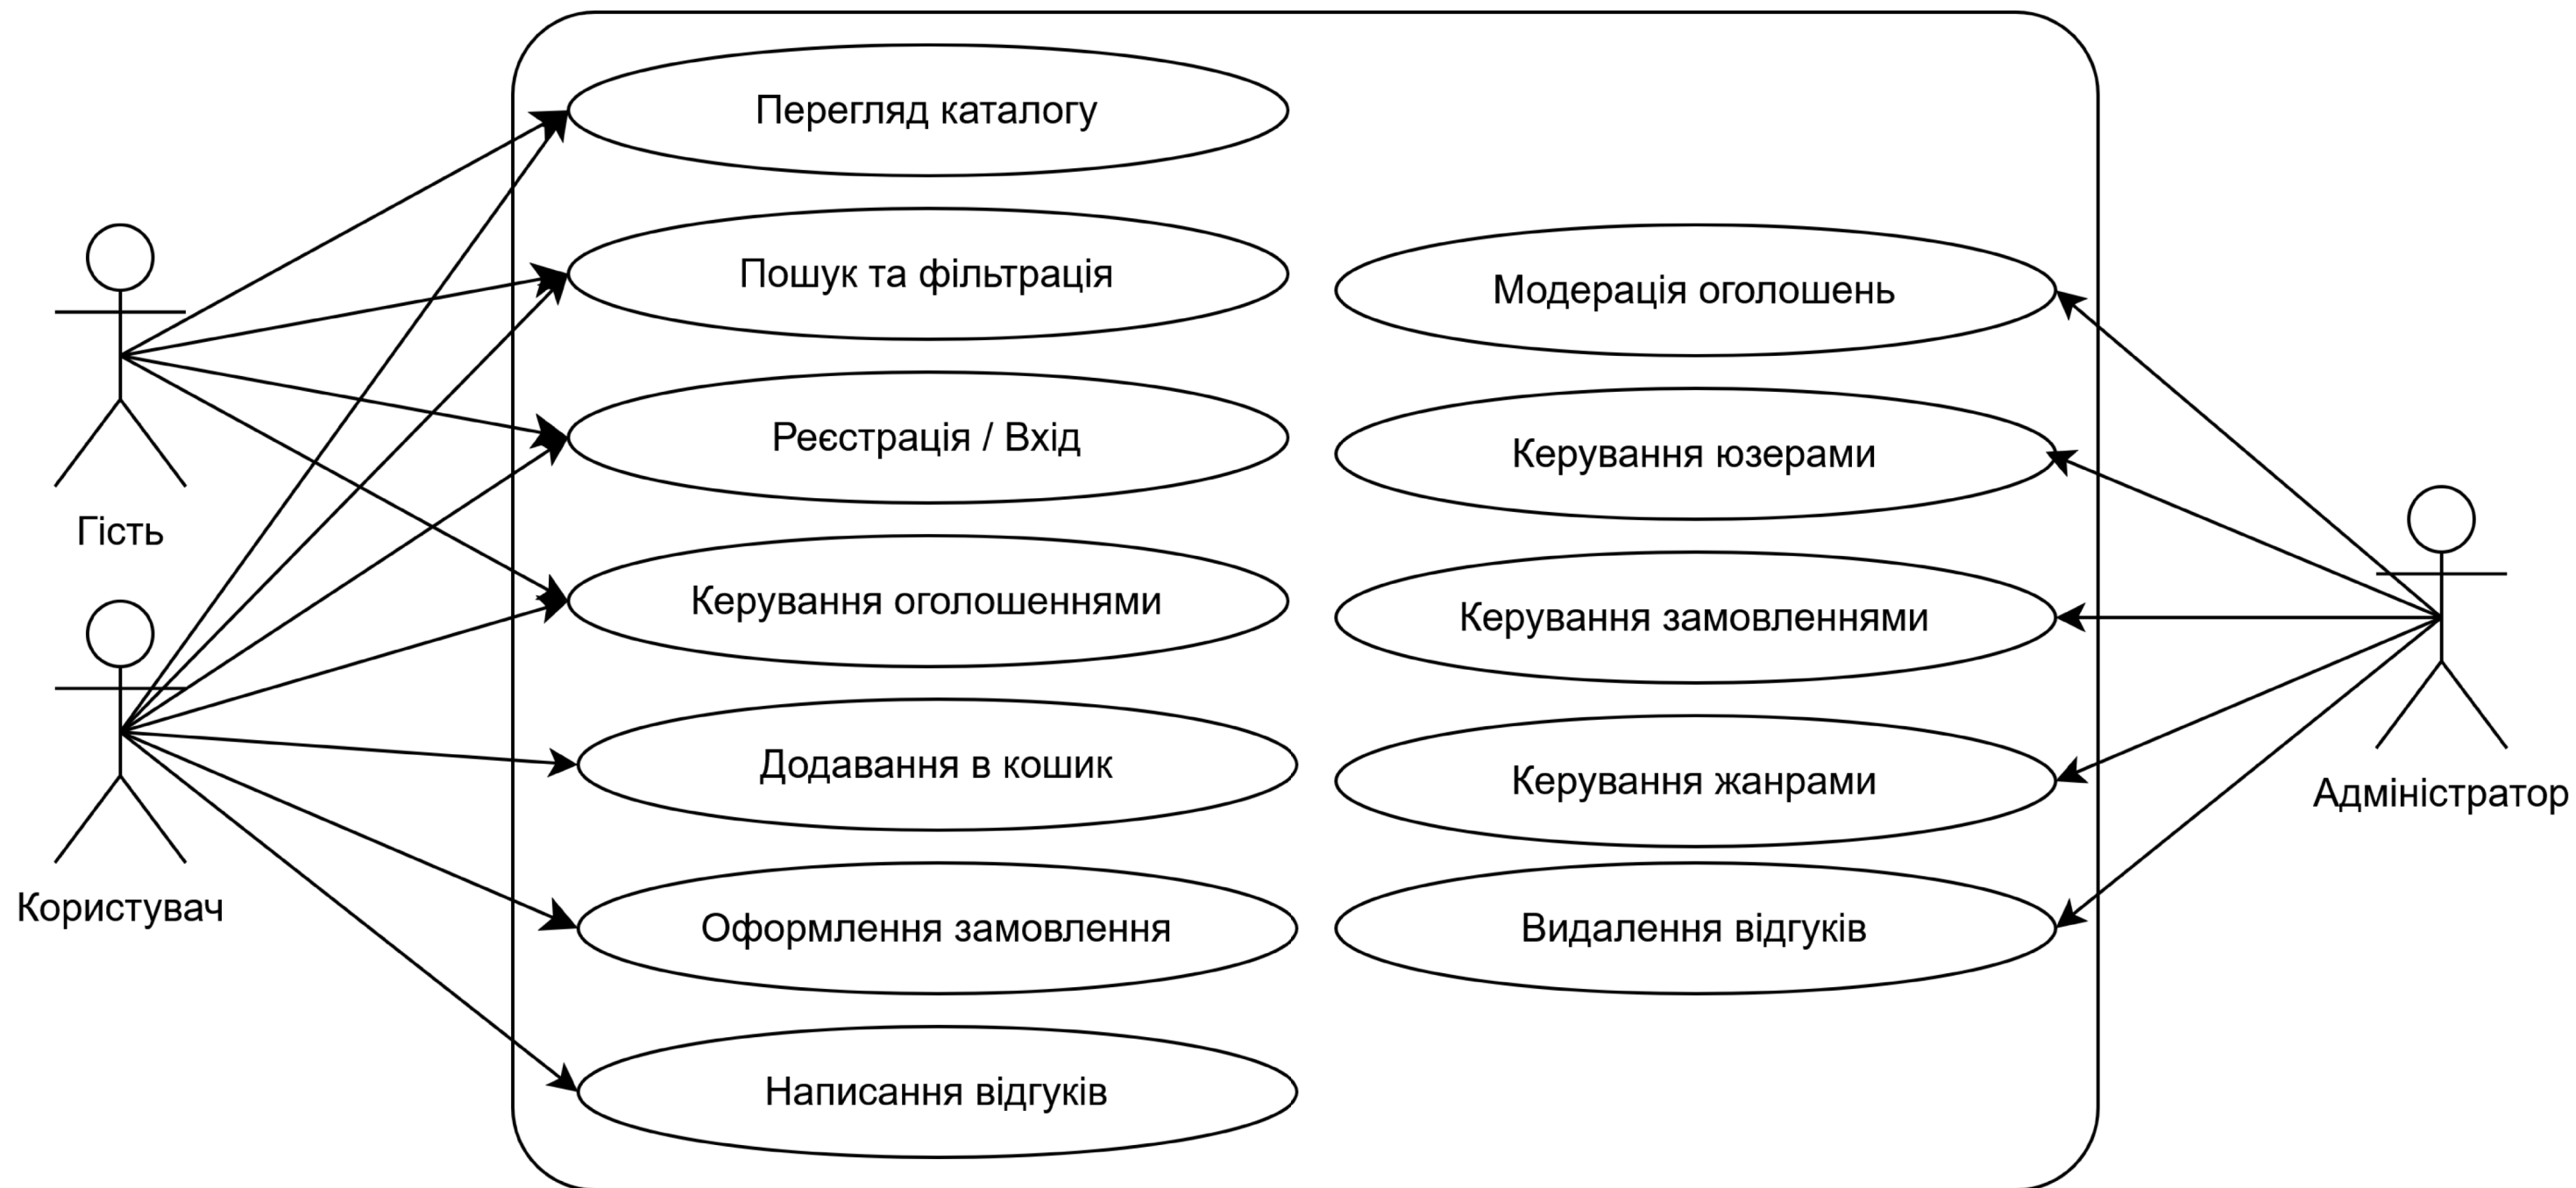 Перегляд каталогу
Пошук та фільтрація
Реєстрація / Вхід
Керування оголошеннями
Додавання в кошик
Оформлення замовлення
Написання відгуків
Модерація оголошень
Керування юзерами
Керування замовленнями
Керування жанрами
Видалення відгуків
Гість
Користувач
Адміністратор